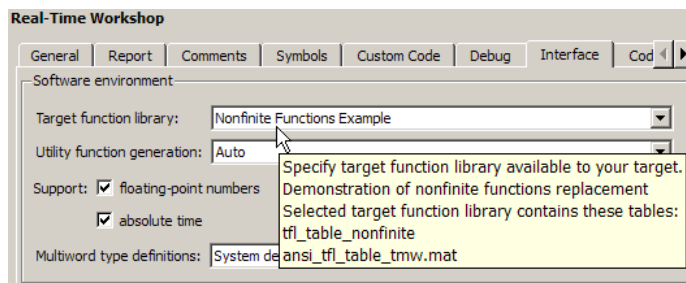 Real-Time Workshop
General Report Comments Symbols Custom Code Debug Interface Cod
Software environment
Target function library: Nonfinite Functions Example
Utility function generation: Auto
Specify target function library available to your target.
Support: floating-point numbers
Demonstration of nonfinite functions replacement
Selected target function library contains these tables:
absolute time
tfl_table_nonfinite
Multiword type definitions: System de
ansi_tfl_table_tmw.mat